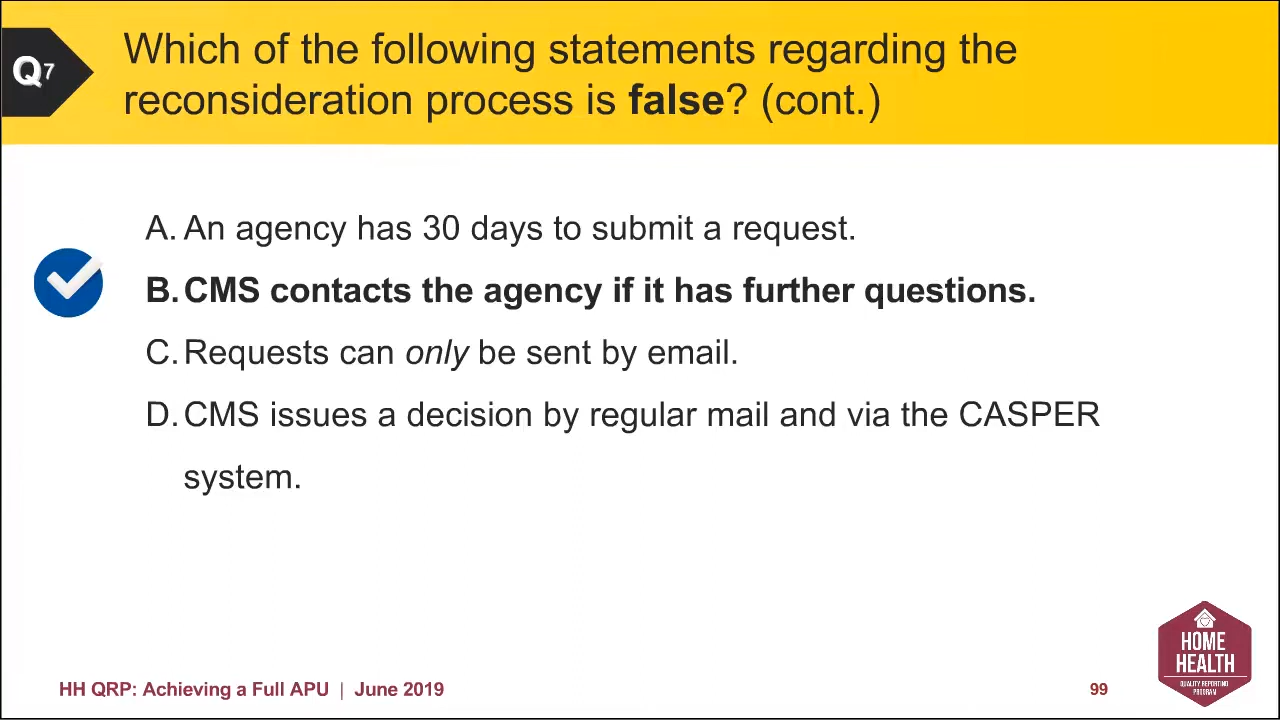 Q7
Which of the following statements regarding the
reconsideration process is false? (cont.)
A. An agency has 30 days to submit a request.
B. CMS contacts the agency if it has further questions.
C. Requests can only be sent by email.
D. CMS issues a decision by regular mail and via the CASPER
system.
HH QRP: Achieving a Full APU | June 2019
99
HOME
HEALTH
QUALITY REPORTING
PROGRAM